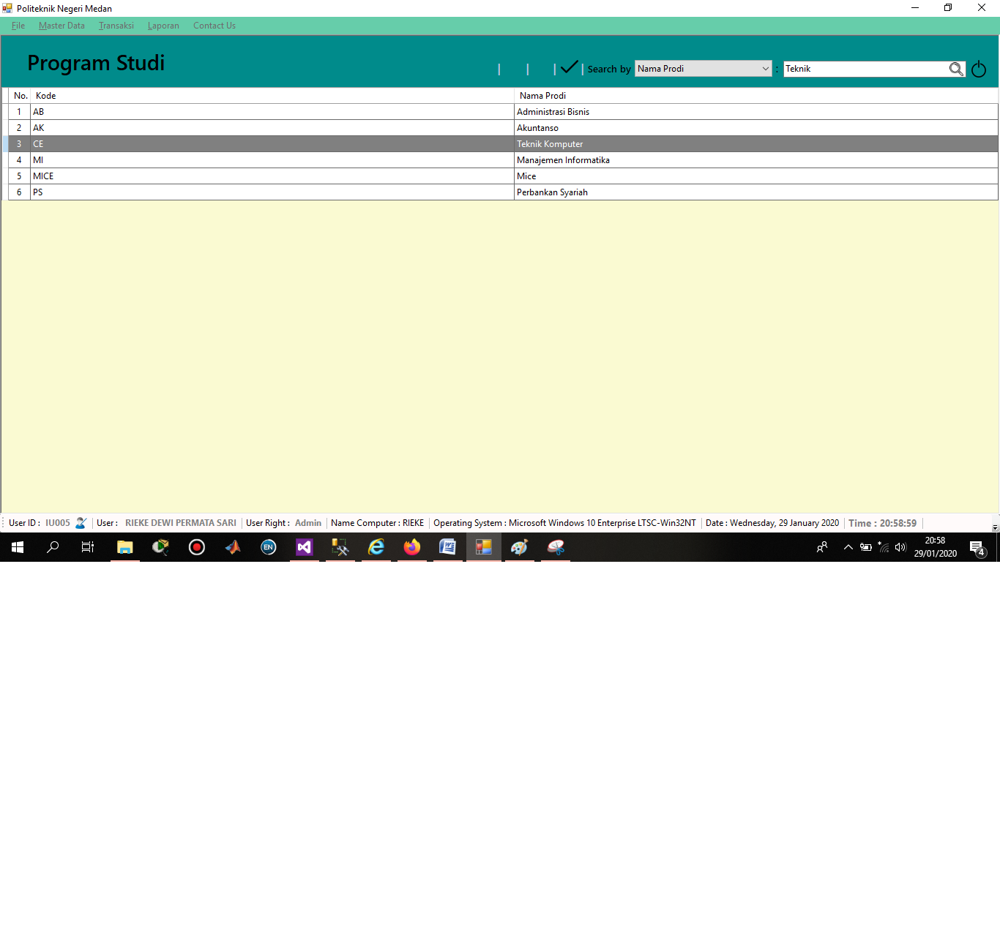 Politeknik Negeri Medan
File Master Data Transaksi Laporan Contact Us
Program Studi
| | | | Search by Nama Prodi : Teknik
No. Kode Nama Prodi
1 AB Administrasi Bisnis
2 AK Akuntanso
3 CE Teknik Komputer
4 MI Manajemen Informatika
5 MICE Mice
6 PS Perbankan Syariah
User ID : IU005 User : RIEKE DEWI PERMATA SARI User Right : Admin Name Computer : RIEKE Operating System : Microsoft Windows 10 Enterprise LTSC-Win32NT Date : Wednesday, 29 January 2020 Time : 20:58:59
EN 20:58
29/01/2020 4